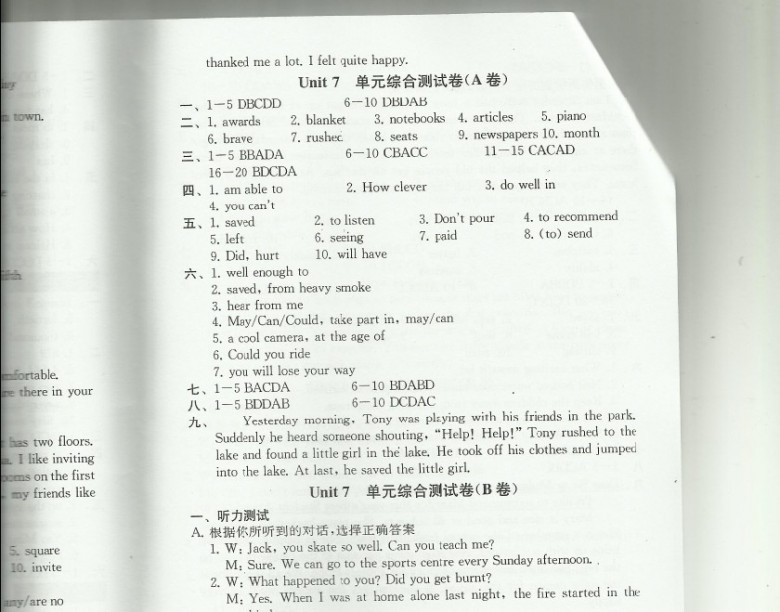 thanked me a lot. I felt quite happy.
Unit 7 单元综合测试卷(A 卷)
一、1—5 DBCDD 6—10 DBDAB
二、1. awards 2. blanket 3. notebooks 4. articles 5. piano
6. brave 7. rushed 8. seats 9. newspapers 10. month
三、1—5 BBADA 6—10 CBACC 11—15 CACAD
16—20 BDCDA
四、1. am able to 2. How clever 3. do well in
4. you can't
五、1. saved 2. to listen 3. Don't pour 4. to recommend
5. left 6. seeing 7. paid 8. (to) send
9. Did, hurt 10. will have
六、1. well enough to
2. saved, from heavy smoke
3. hear from me
4. May/Can/Could, take part in, may/can
5. a cool camera, at the age of
6. Could you ride
7. you will lose your way
七、1—5 BACDA 6—10 BDABD
八、1—5 BDDAB 6—10 DCDAC
九、 Yesterday morning, Tony was playing with his friends in the park.
Suddenly he heard someone shouting, "Help! Help!" Tony rushed to the
lake and found a little girl in the lake. He took off his clothes and jumped
into the lake. At last, he saved the little girl.
Unit 7 单元综合测试卷(B 卷)
一、听力测试
A. 根据你所听到的对话,选择正确答案
1. W: Jack, you skate so well. Can you teach me?
M: Sure. We can go to the sports centre every Sunday afternoon.
2. W: What happened to you? Did you get burnt?
M: Yes. When I was at home alone last night, the fire started in the
town.
there in your
has two floors.
I like inviting
on the first
my friends like
5. square
10. invite
any/are no